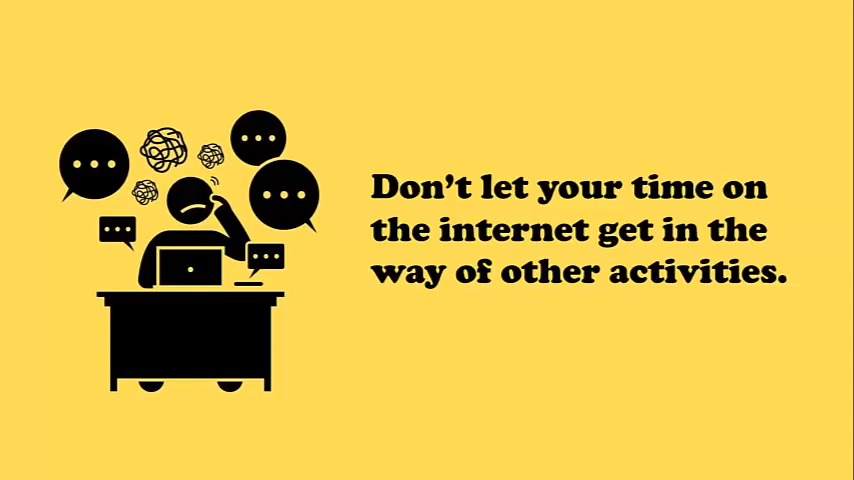 Don't let your time on
the internet get in the
way of other activities.